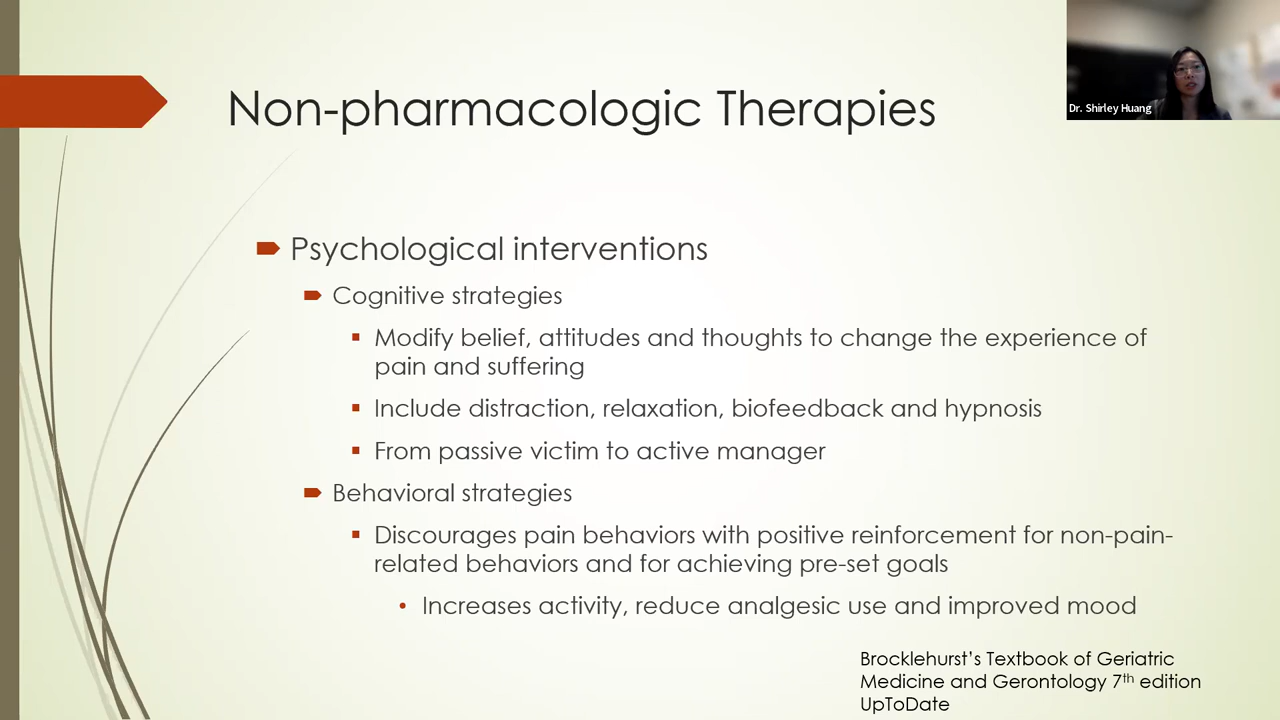 Dr. Shirley Huang
Non-pharmacologic Therapies
Psychological interventions
Cognitive strategies
Modify belief, attitudes and thoughts to change the experience of
pain and suffering
Include distraction, relaxation, biofeedback and hypnosis
From passive victim to active manager
Behavioral strategies
Discourages pain behaviors with positive reinforcement for non-pain-
related behaviors and for achieving pre-set goals
Increases activity, reduce analgesic use and improved mood
Brocklehurst’s Textbook of Geriatric
Medicine and Gerontology 7th edition
UpToDate